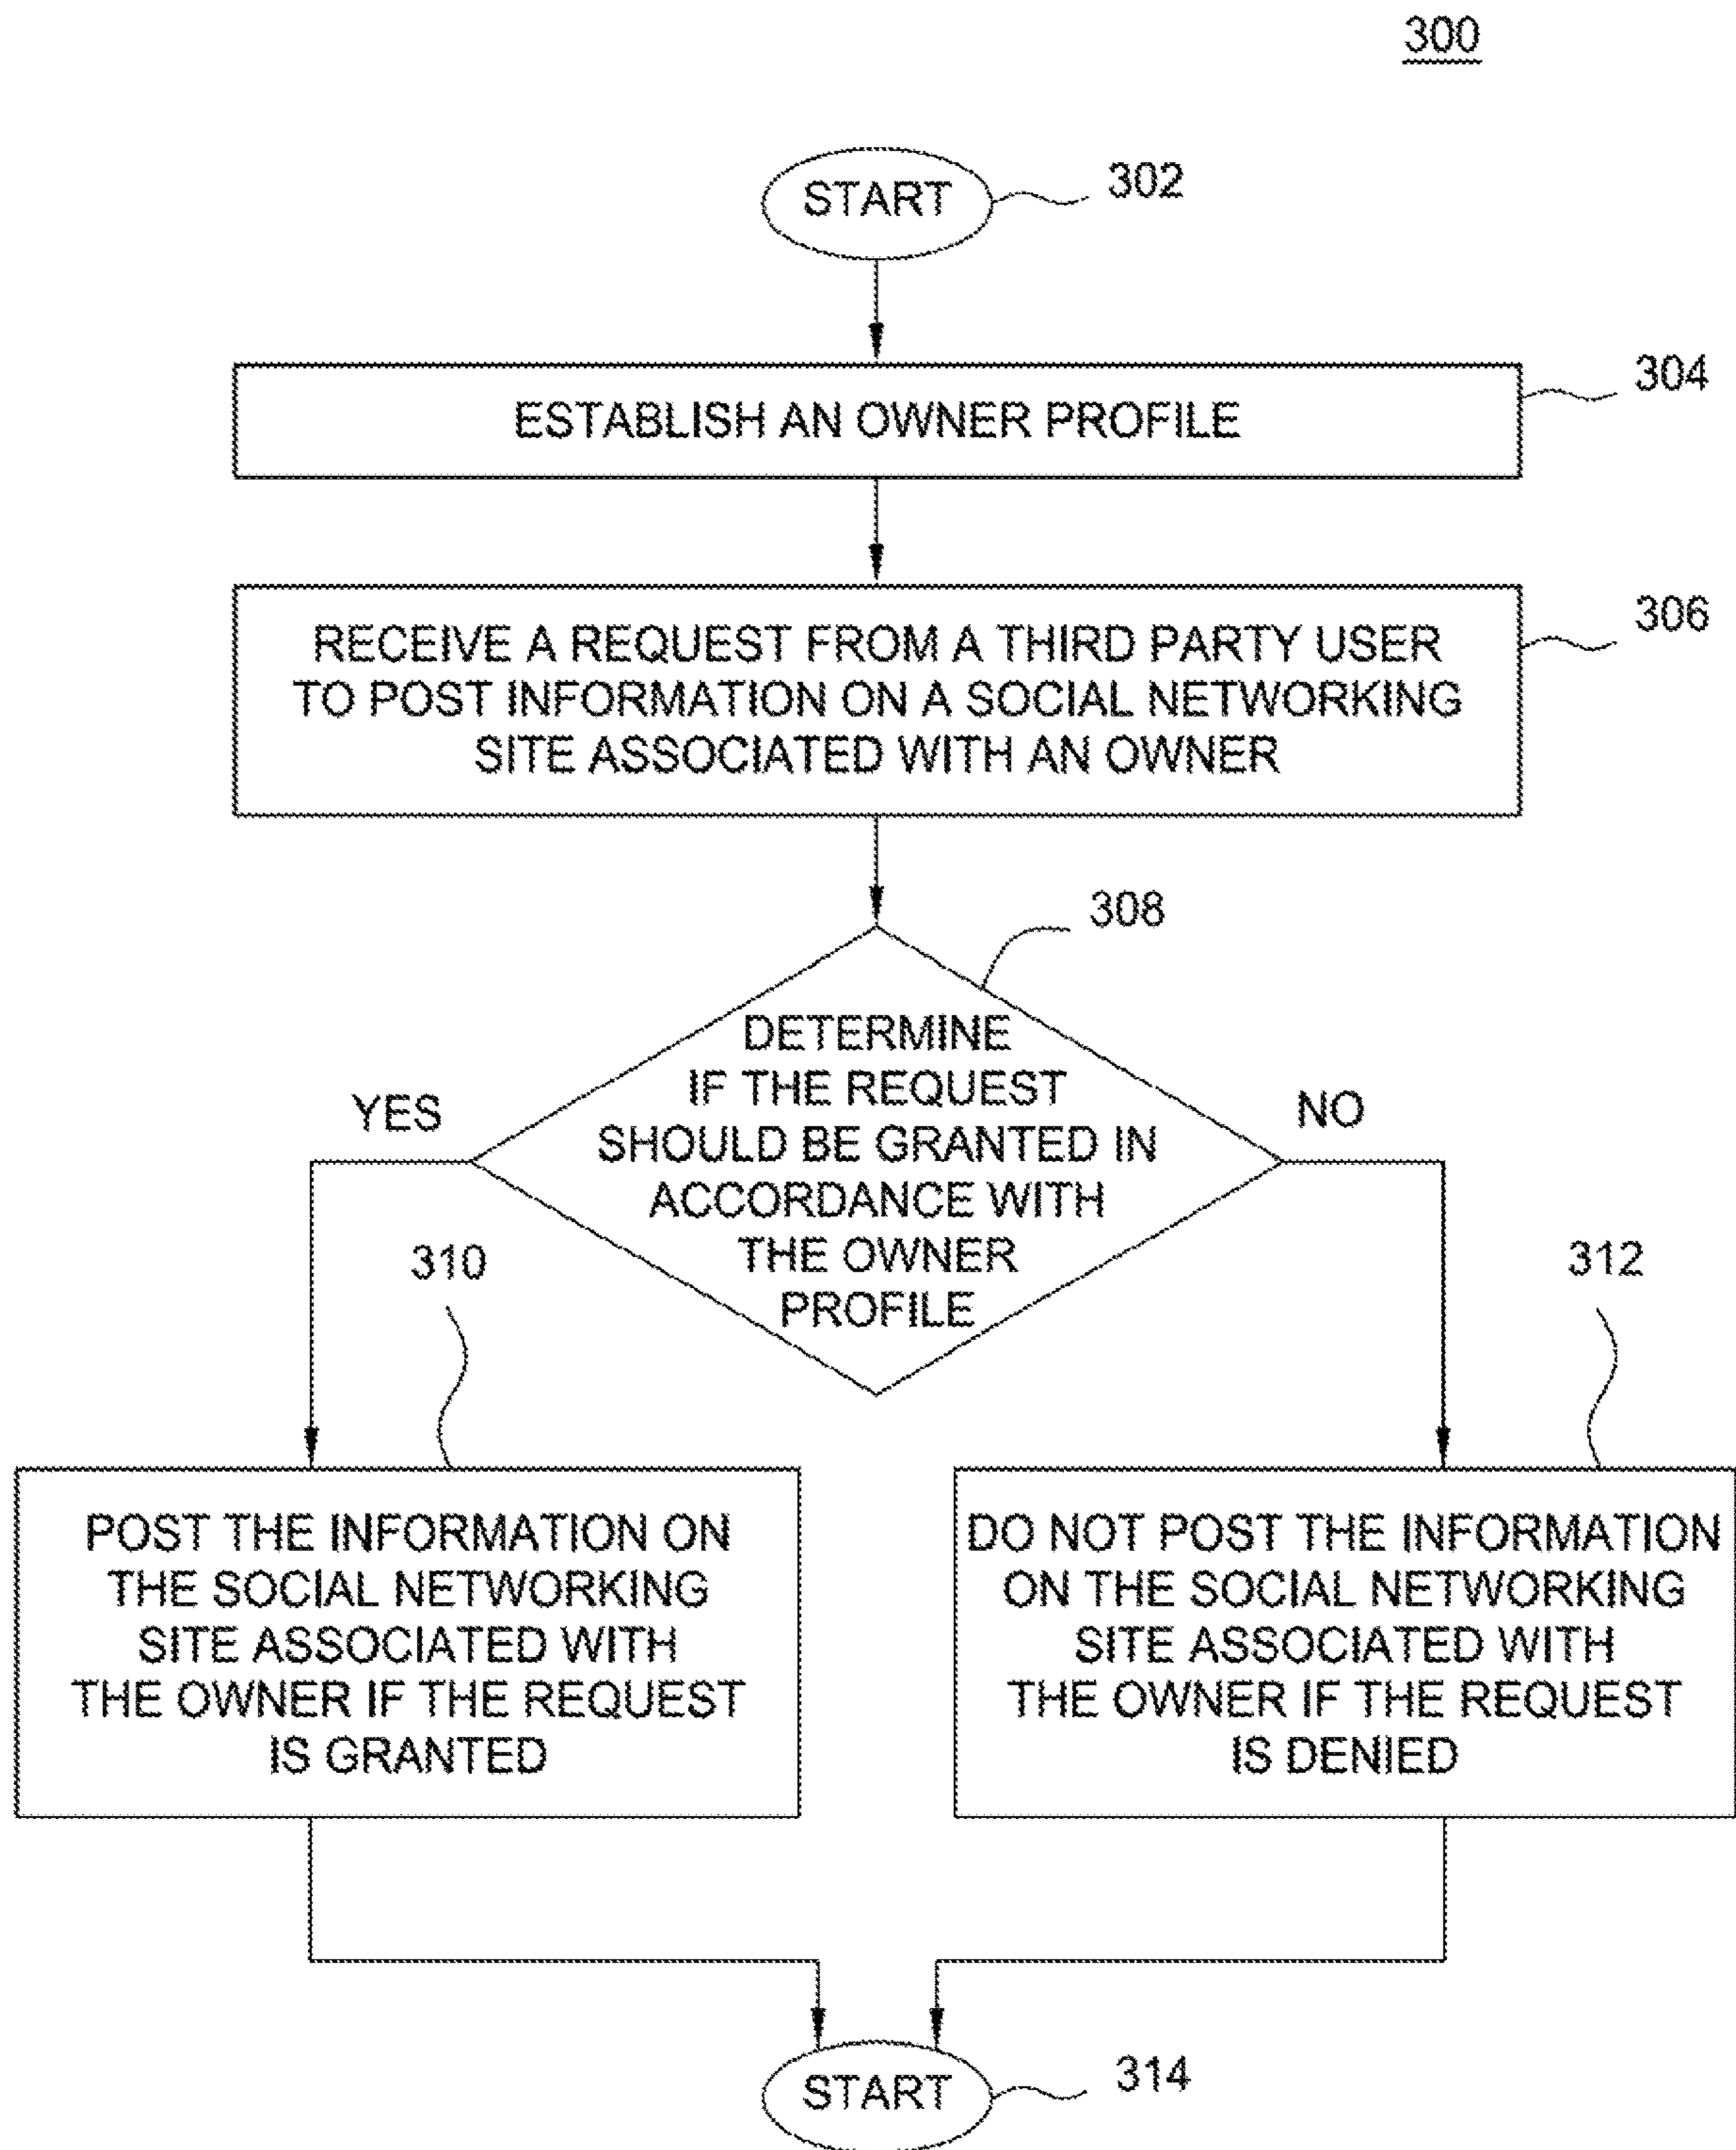 300
START
302
ESTABLISH AN OWNER PROFILE
304
RECEIVE A REQUEST FROM A THIRD PARTY USER
TO POST INFORMATION ON A SOCIAL NETWORKING
SITE ASSOCIATED WITH AN OWNER
306
308
DETERMINE
IF THE REQUEST
SHOULD BE GRANTED IN
ACCORDANCE WITH
THE OWNER
PROFILE
YES
NO
310
312
POST THE INFORMATION ON
THE SOCIAL NETWORKING
SITE ASSOCIATED WITH
THE OWNER IF THE REQUEST
IS GRANTED
DO NOT POST THE INFORMATION
ON THE SOCIAL NETWORKING
SITE ASSOCIATED WITH
THE OWNER IF THE REQUEST
IS DENIED
START
314